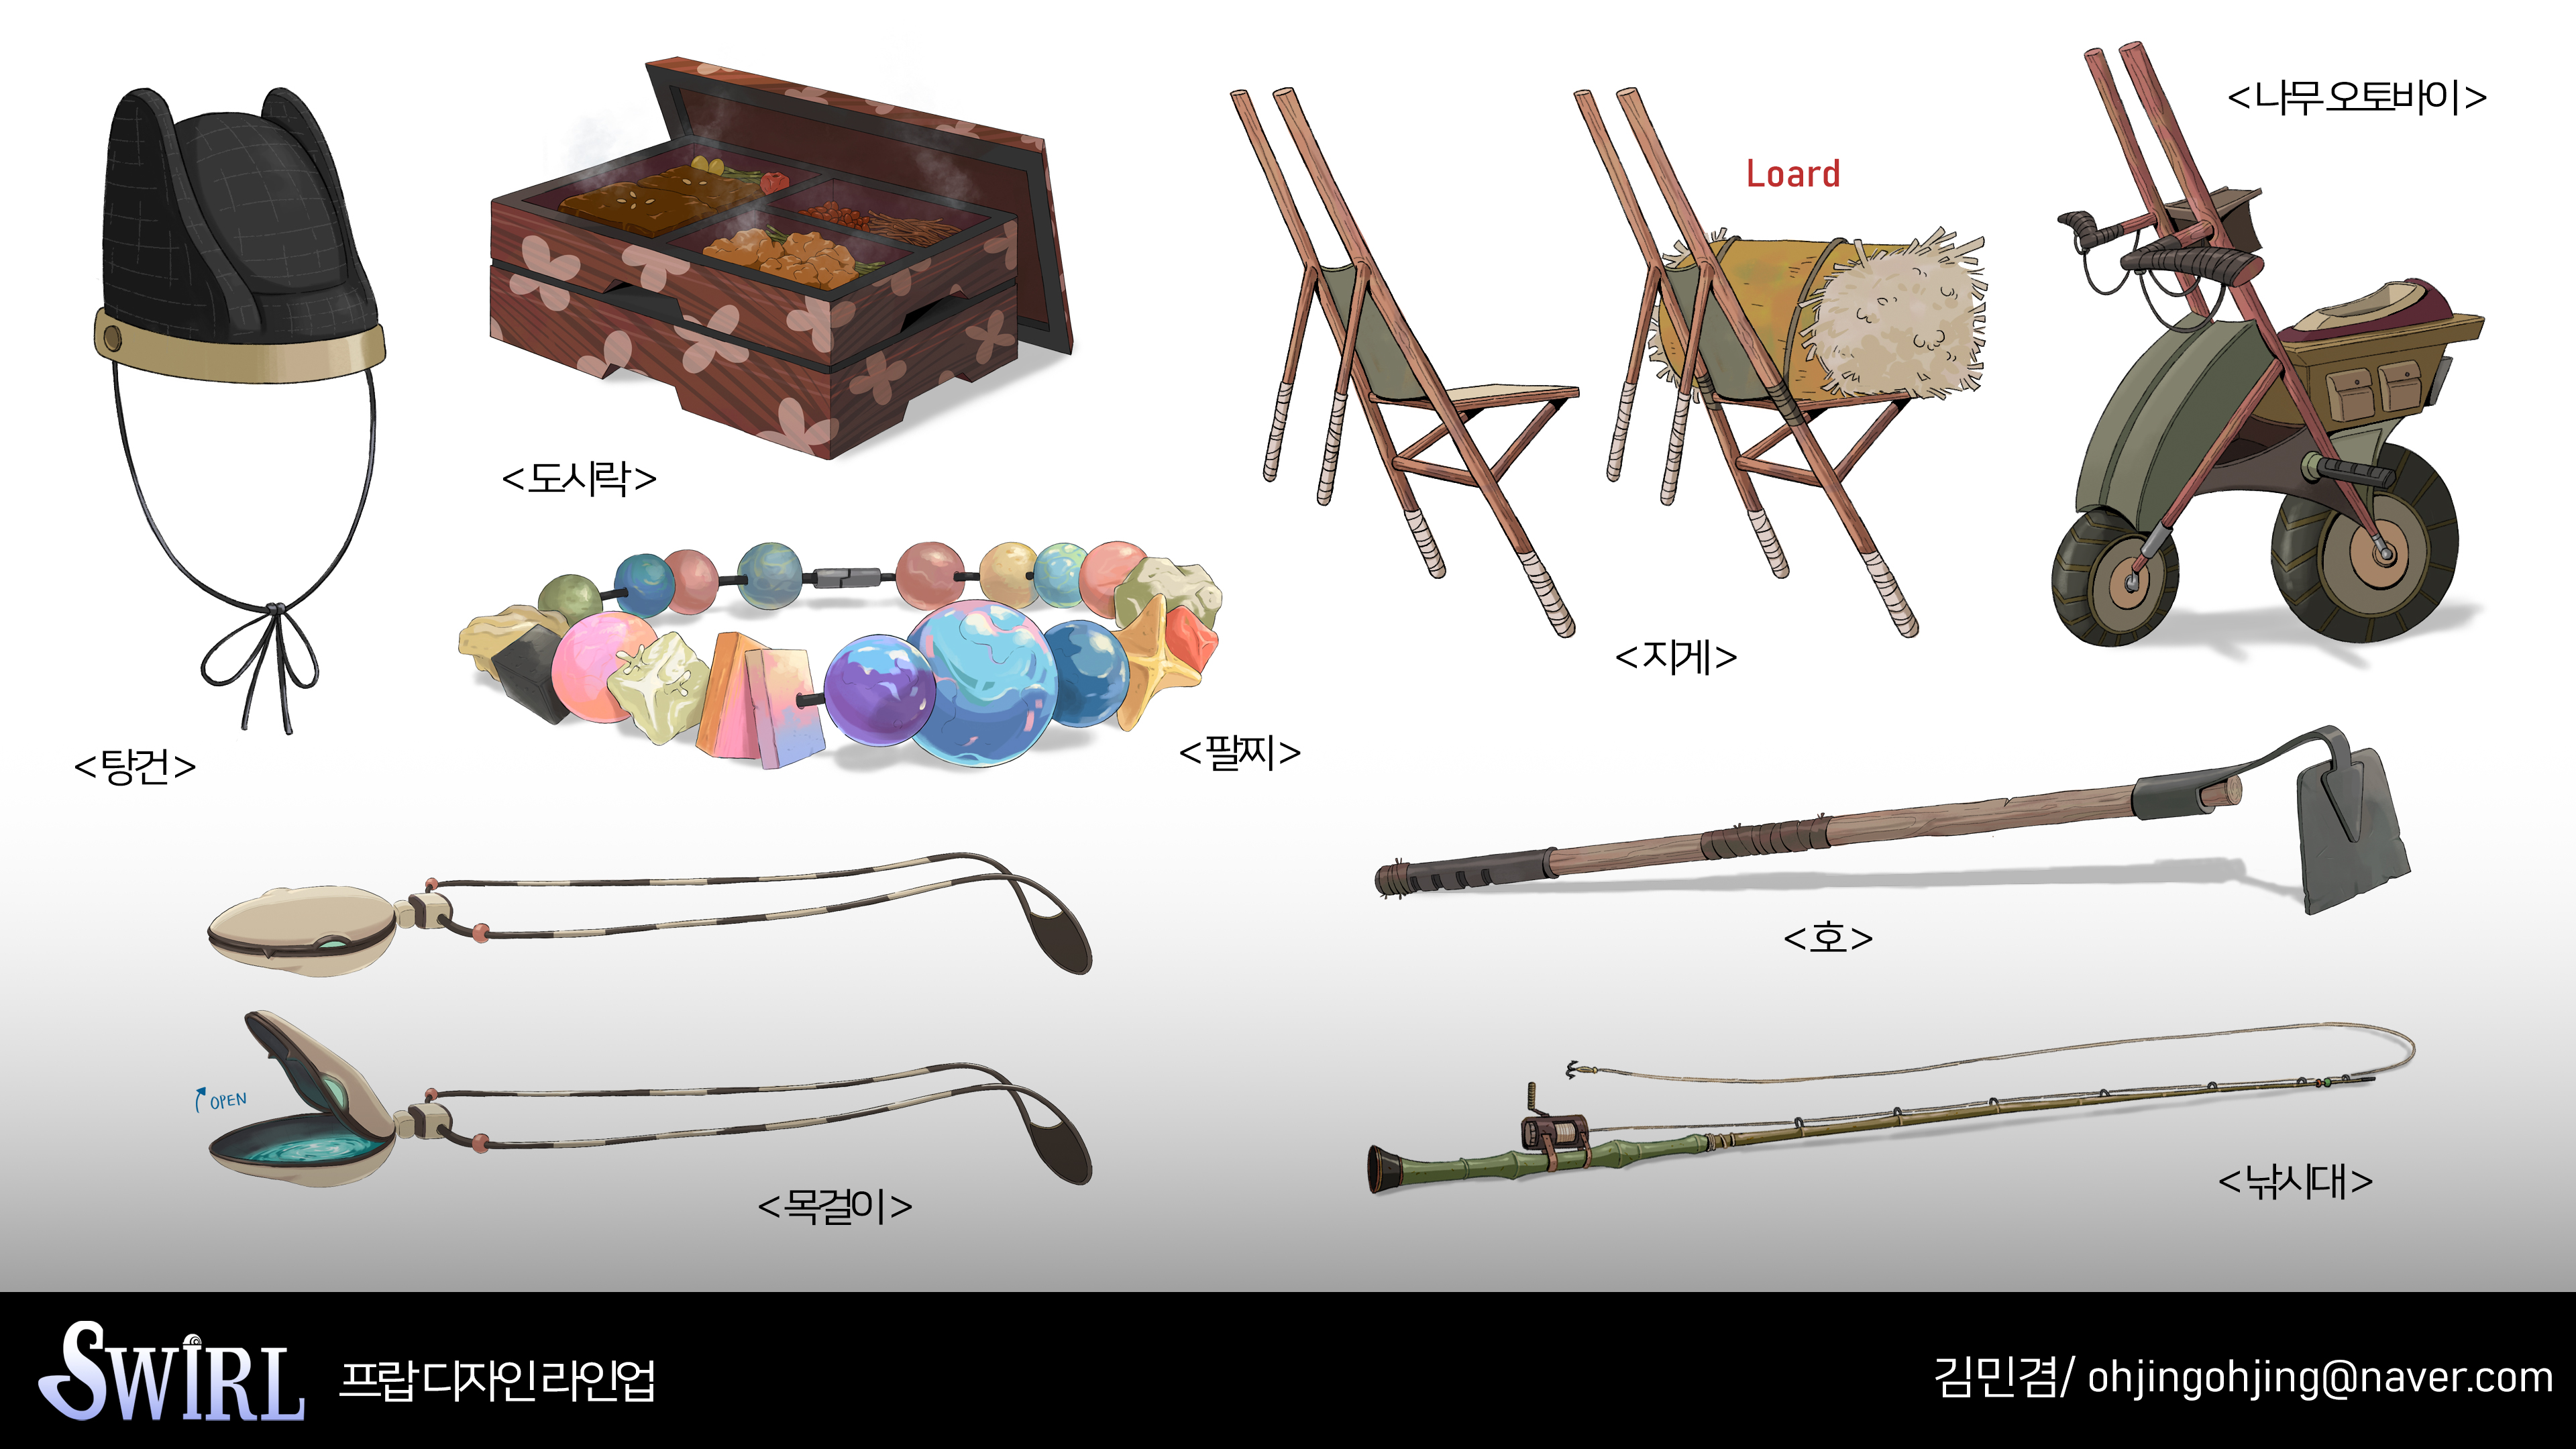 <나무 오토바이>
Loard
<도시락>
<지게>
<팔찌>
<탕건>
<호>
OPEN
<목걸이>
<낚시대>
SWIRL
프랍 디자인 라인업
김민겸/ ohjingohjing@naver.com